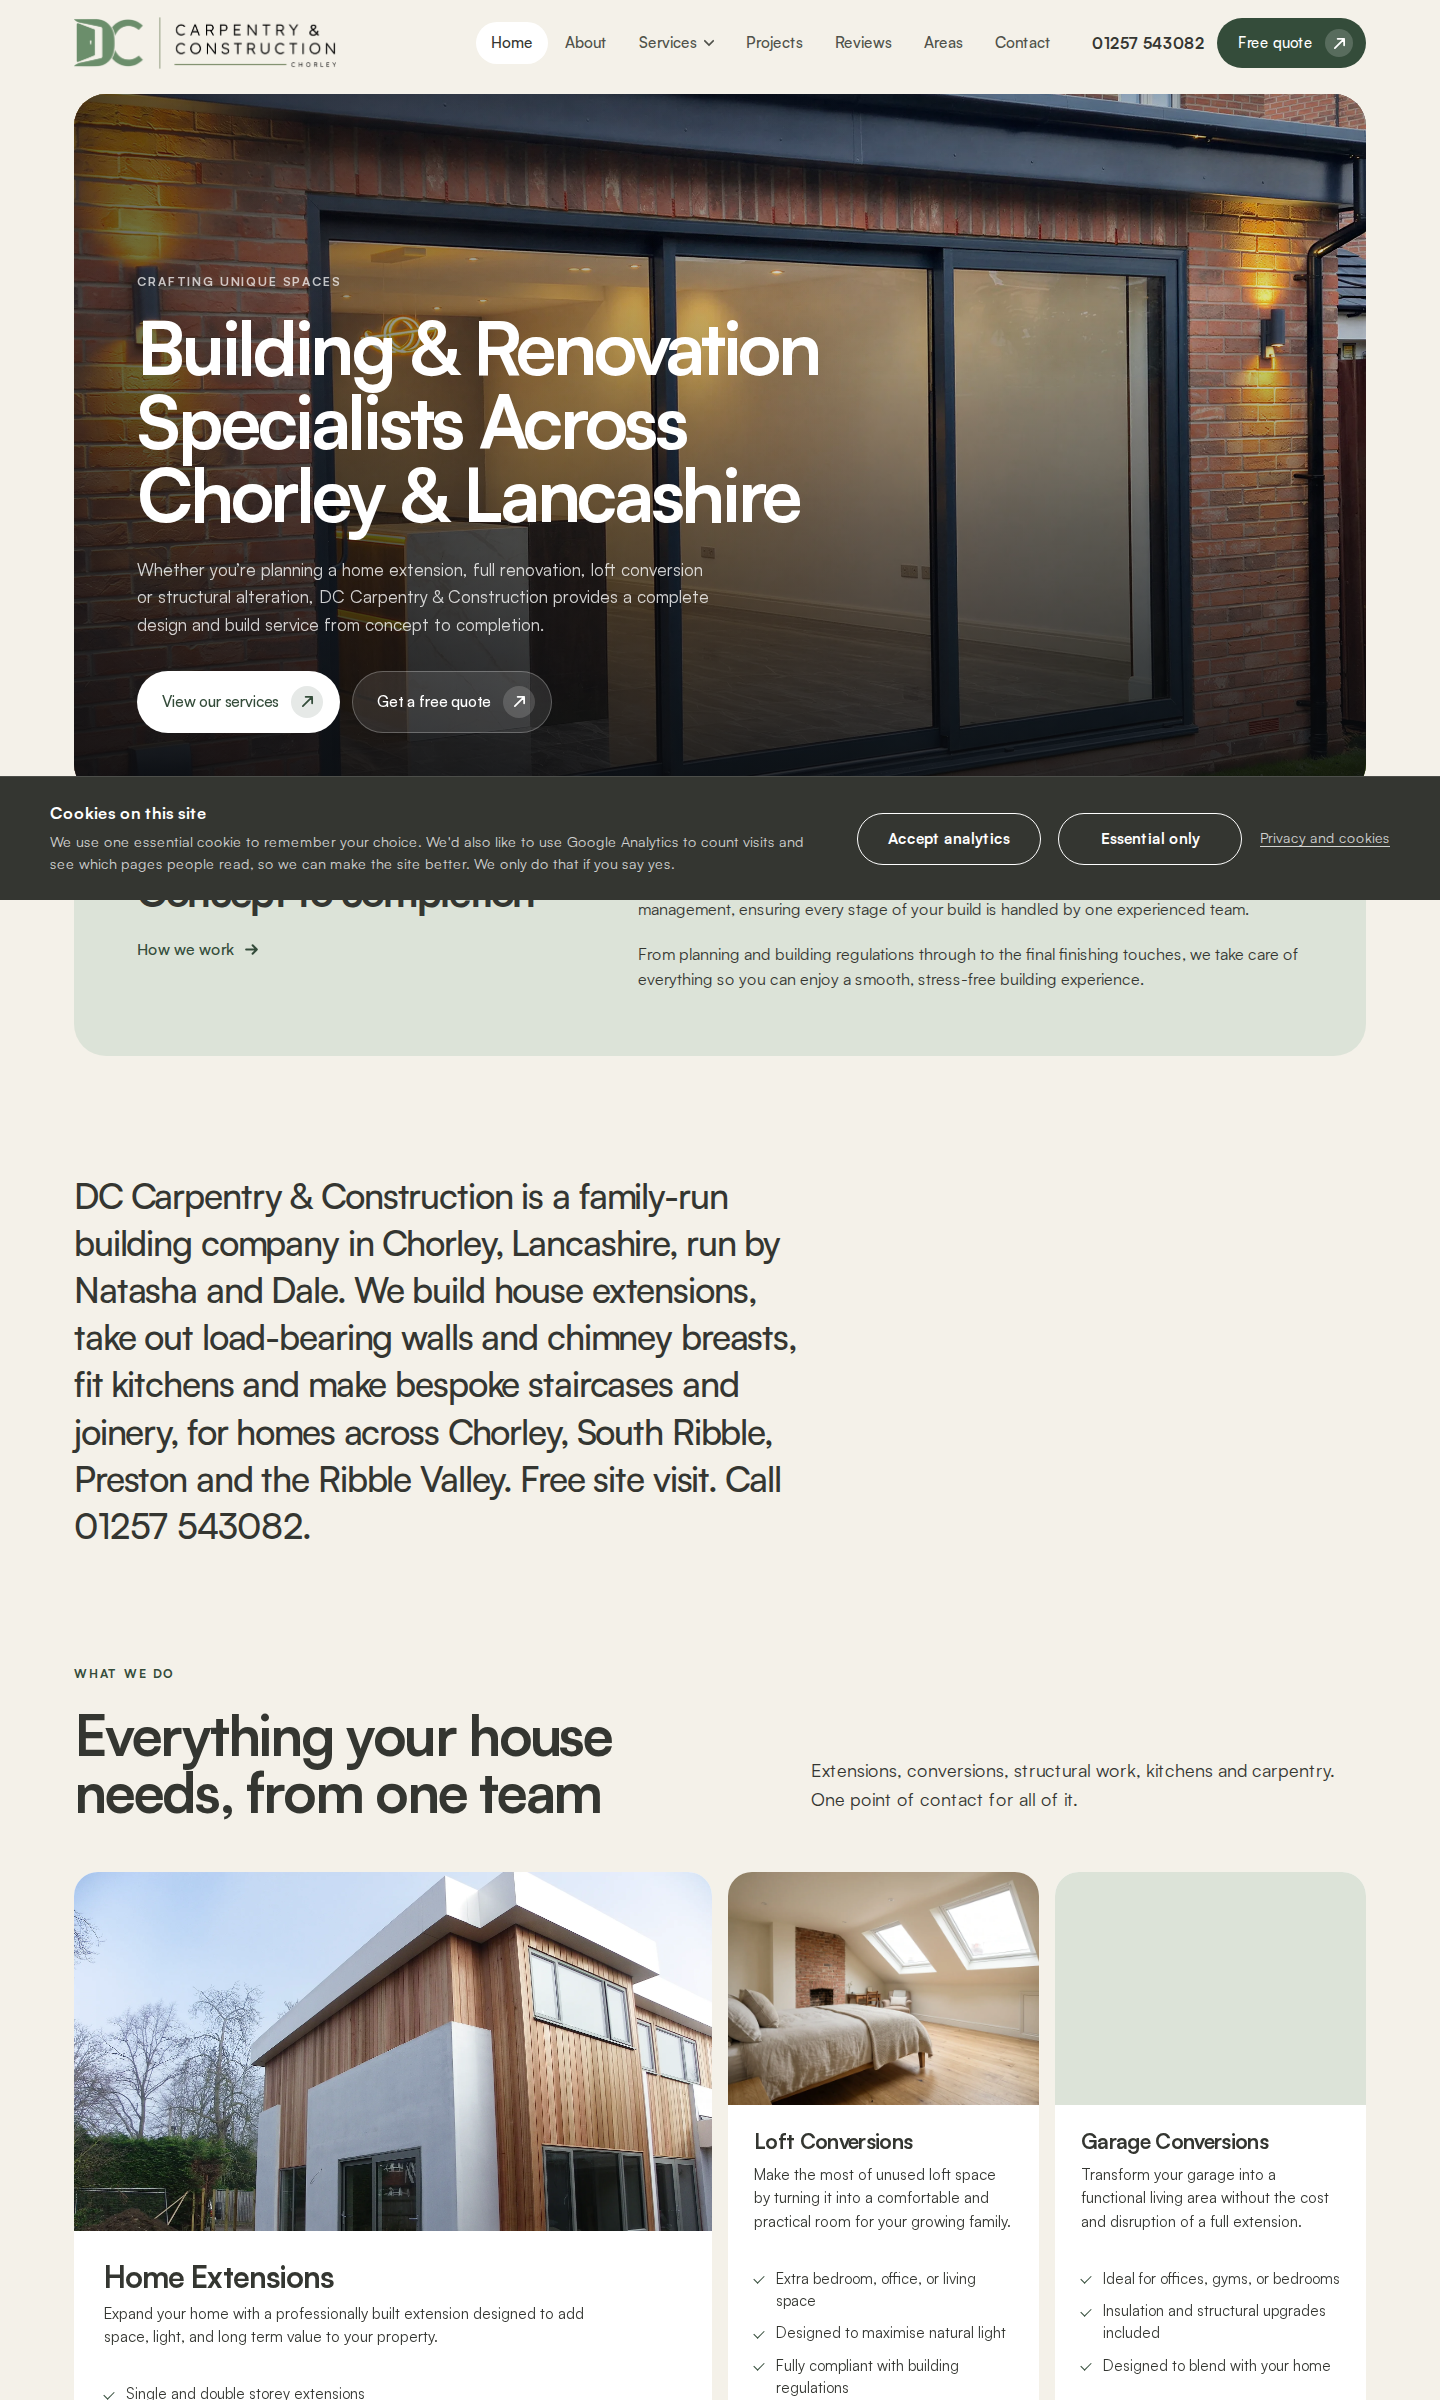 DC
CARPENTRY &
CONSTRUCTION
CHORLEY
Home About Services Projects Reviews Areas Contact 01257 543082 Free quote
CRAFTING UNIQUE SPACES
Building & Renovation
Specialists Across
Chorley & Lancashire
Whether you're planning a home extension, full renovation, loft conversion
or structural alteration, DC Carpentry & Construction provides a complete
design and build service from concept to completion.
View our services Get a free quote
Cookies on this site
We use one essential cookie to remember your choice. We'd also like to use Google Analytics to count visits and
see which pages people read, so we can make the site better. We only do that if you say yes.
Accept analytics Essential only Privacy and cookies
Concept to completion
How we work
management, ensuring every stage of your build is handled by one experienced team.
From planning and building regulations through to the final finishing touches, we take care of
everything so you can enjoy a smooth, stress-free building experience.
DC Carpentry & Construction is a family-run
building company in Chorley, Lancashire, run by
Natasha and Dale. We build house extensions,
take out load-bearing walls and chimney breasts,
fit kitchens and make bespoke staircases and
joinery, for homes across Chorley, South Ribble,
Preston and the Ribble Valley. Free site visit. Call
01257 543082.
WHAT WE DO
Everything your house
needs, from one team
Extensions, conversions, structural work, kitchens and carpentry.
One point of contact for all of it.
Home Extensions
Expand your home with a professionally built extension designed to add
space, light, and long term value to your property.
Single and double storey extensions
Loft Conversions
Make the most of unused loft space
by turning it into a comfortable and
practical room for your growing family.
Extra bedroom, office, or living
space
Designed to maximise natural light
Fully compliant with building
regulations
Garage Conversions
Transform your garage into a
functional living area without the cost
and disruption of a full extension.
Ideal for offices, gyms, or bedrooms
Insulation and structural upgrades
included
Designed to blend with your home